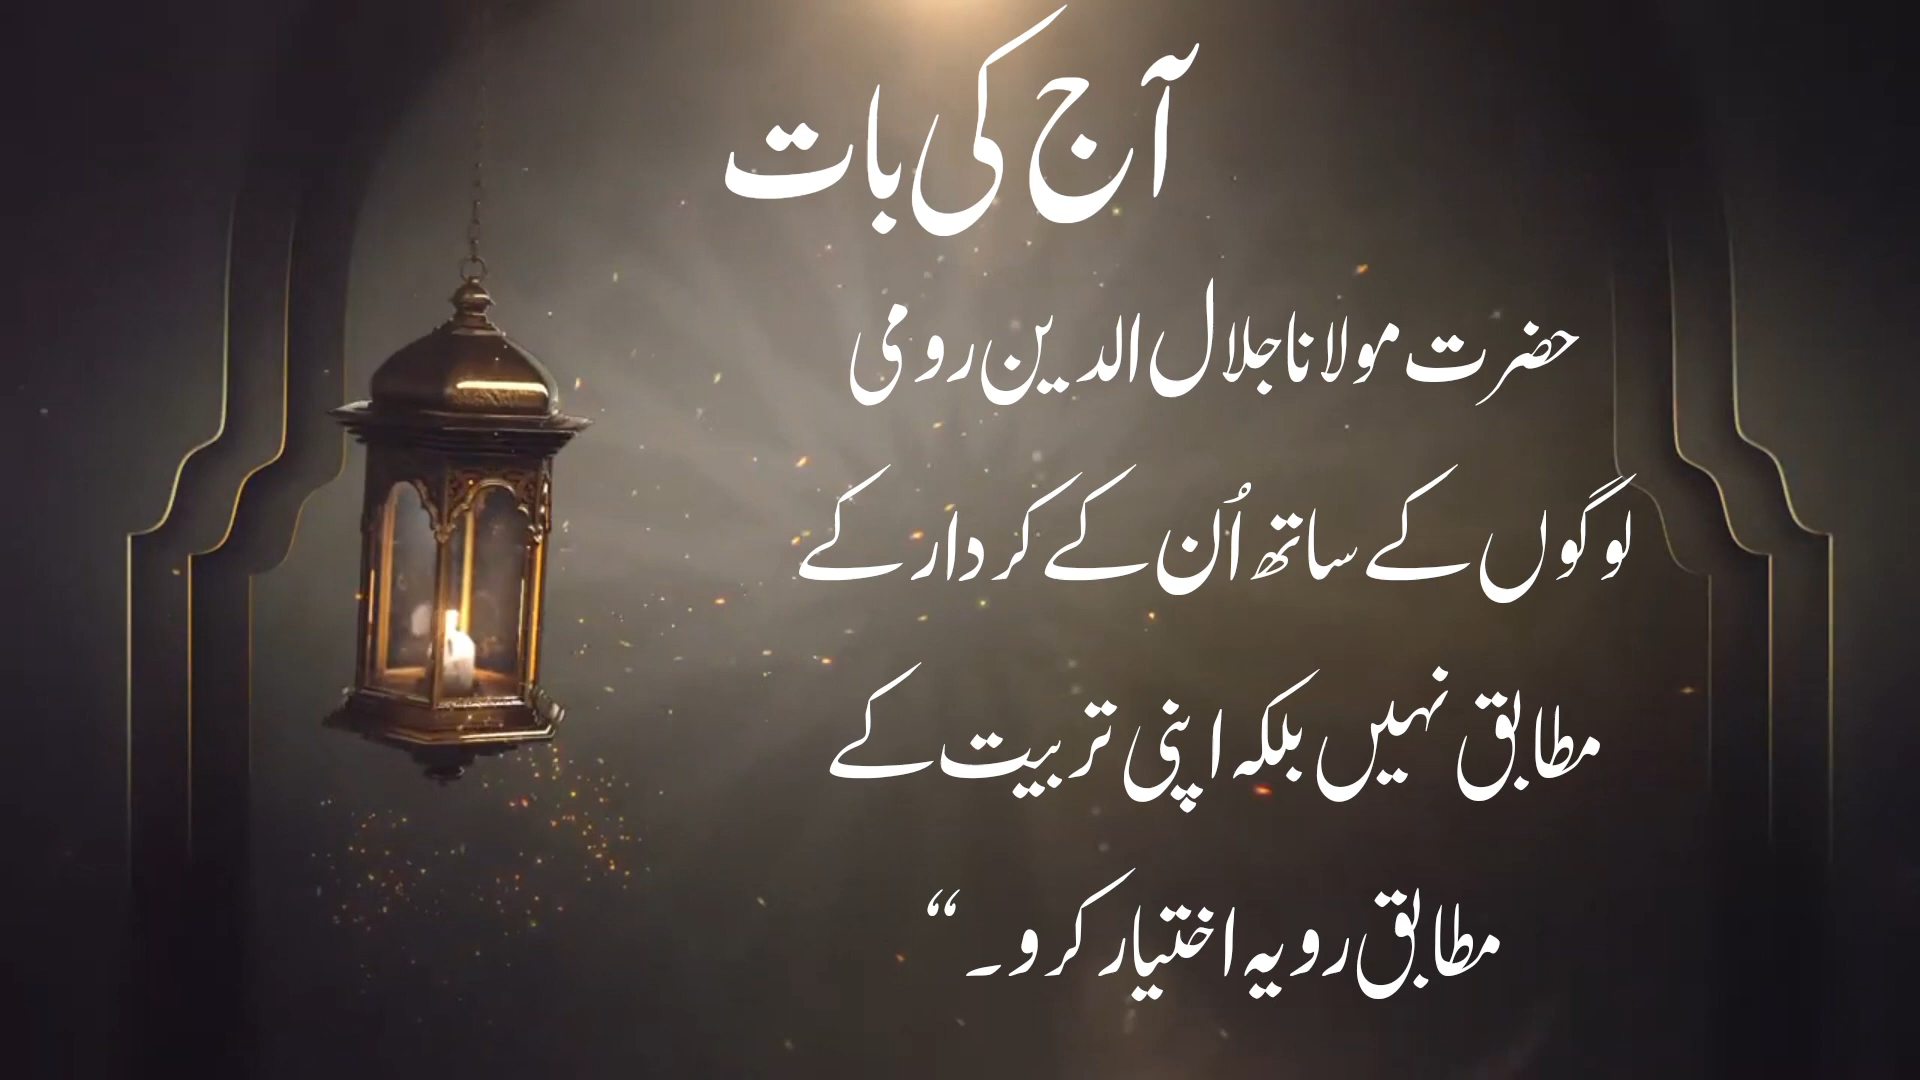 آج کی بات
حضرت مولانا جلال الدین رومی
لوگوں کے ساتھ اُن کے کردار کے
مطابق نہیں بلکہ اپنی تربیت کے
مطابق رویہ اختیار کرو۔“